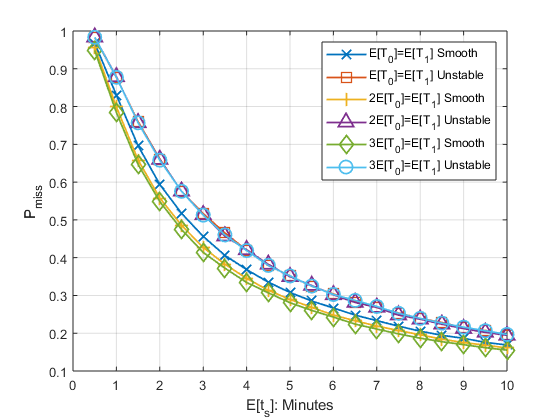 1
0.9
0.8
0.7
0.6
0.5
0.4
0.3
0.2
0.1
P_miss
E[T_0]=E[T_1] Smooth
E[T_0]=E[T_1] Unstable
2E[T_0]=E[T_1] Smooth
2E[T_0]=E[T_1] Unstable
3E[T_0]=E[T_1] Smooth
3E[T_0]=E[T_1] Unstable
0 1 2 3 4 5 6 7 8 9 10
E[t_s]: Minutes